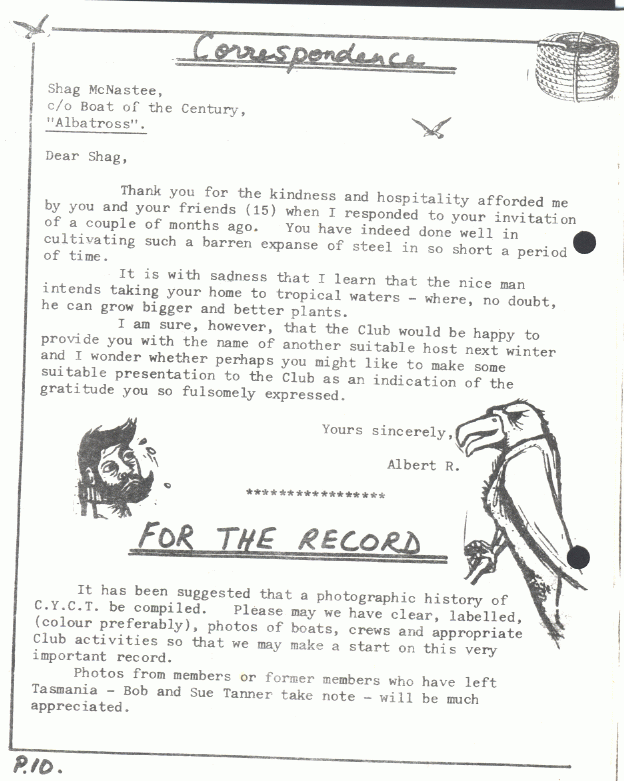 Correspondence
Shag McNastee,
c/o Boat of the Century,
"Albatross".
Dear Shag,
Thank you for the kindness and hospitality afforded me
by you and your friends (15) when I responded to your invitation
of a couple of months ago. You have indeed done well in
cultivating such a barren expanse of steel in so short a period
of time.
It is with sadness that I learn that the nice man
intends taking your home to tropical waters - where, no doubt,
he can grow bigger and better plants.
I am sure, however, that the Club would be happy to
provide you with the name of another suitable host next winter
and I wonder whether perhaps you might like to make some
suitable presentation to the Club as an indication of the
gratitude you so fulsomely expressed.
Yours sincerely,
Albert R.
*****************
FOR THE RECORD
It has been suggested that a photographic history of
C.Y.C.T. be compiled. Please may we have clear, labelled,
(colour preferably), photos of boats, crews and appropriate
Club activities so that we may make a start on this very
important record.
Photos from members or former members who have left
Tasmania - Bob and Sue Tanner take note - will be much
appreciated.
P.10.